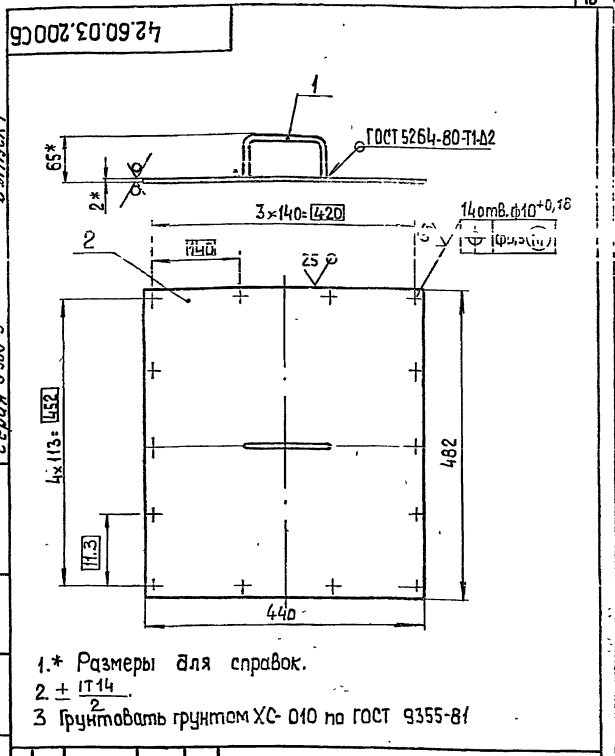 42.60.03.200СБ
1
ГОСТ 5264-80-Т1-Δ2
65*
2*
3×140=420
14отв.ф10+0,18
2
140
25
4×113=452
482
11.3
440
1.* Размеры для справок.
2. ± IT14
2.
3 Грунтовать грунтом ХС-010 по ГОСТ 9355-81